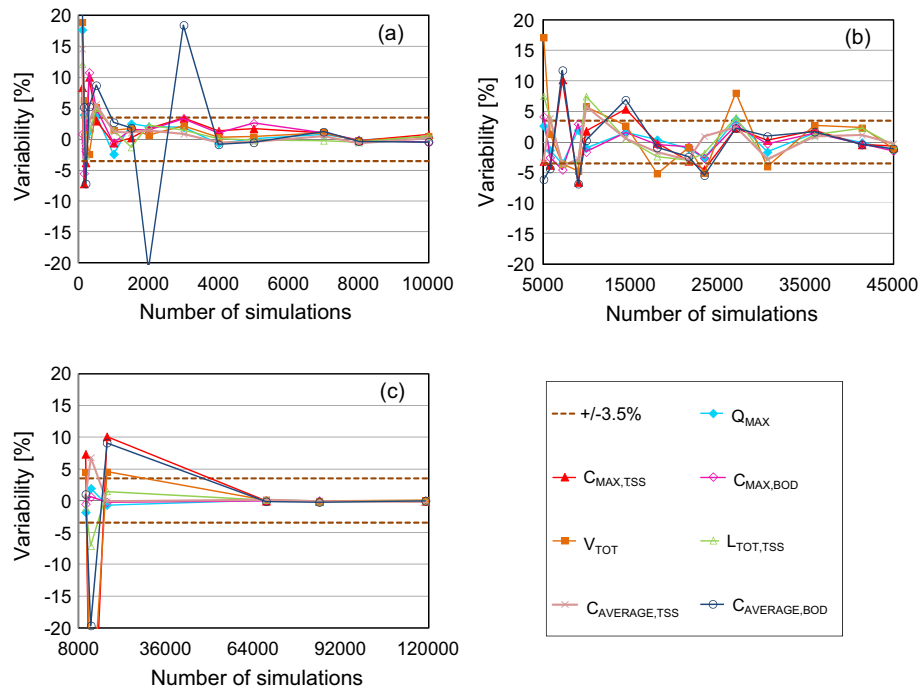 (a)
Variability [%]
20
15
10
5
0
-5
-10
-15
-20
0 2000 4000 6000 8000 10000
Number of simulations
(b)
Variability [%]
20
15
10
5
0
-5
-10
-15
-20
5000 15000 25000 35000 45000
Number of simulations
(c)
Variability [%]
20
15
10
5
0
-5
-10
-15
-20
8000 36000 64000 92000 120000
Number of simulations
+/-3.5% QMAX
CMAX,TSS CMAX,BOD
VTOT LTOT,TSS
CAVERAGE,TSS CAVERAGE,BOD